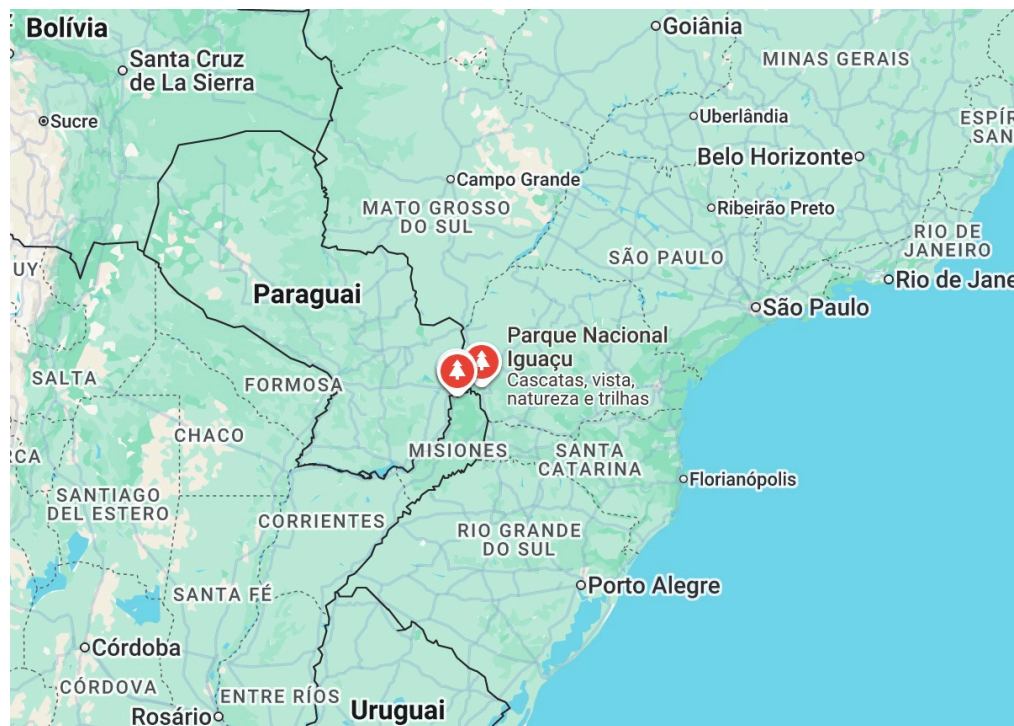 Bolívia
Goiânia
Santa Cruz
de La Sierra
MINAS GERAIS
Sucre
Uberlândia
ESPÍR
SAN
Belo Horizonte
Campo Grande
MATO GROSSO
DO SUL
Ribeirão Preto
RIO DE
JANEIRO
UY
SÃO PAULO
Paraguai
Rio de Jane
São Paulo
Parque Nacional
Iguaçu
Cascatas, vista,
natureza e trilhas
SALTA
FORMOSA
CHACO
RCA
MISIONES
SANTA
CATARINA
Florianópolis
SANTIAGO
DEL ESTERO
CORRIENTES
RIO GRANDE
DO SUL
SANTA FÉ
Porto Alegre
Córdoba
CÓRDOVA
ENTRE RÍOS
Rosário
Uruguai